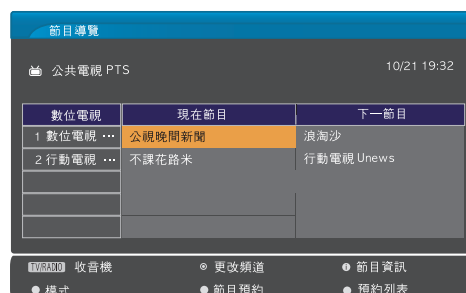 節目導覽
公共電視 PTS 10/21 19:32
數位電視 現在節目 下一節目
1 數位電視 ··· 公視晚間新聞 浪淘沙
2 行動電視 ··· 不課花路米 行動電視 Unews
TV/RADIO 收音機 更改頻道 節目資訊
模式 節目預約 預約列表